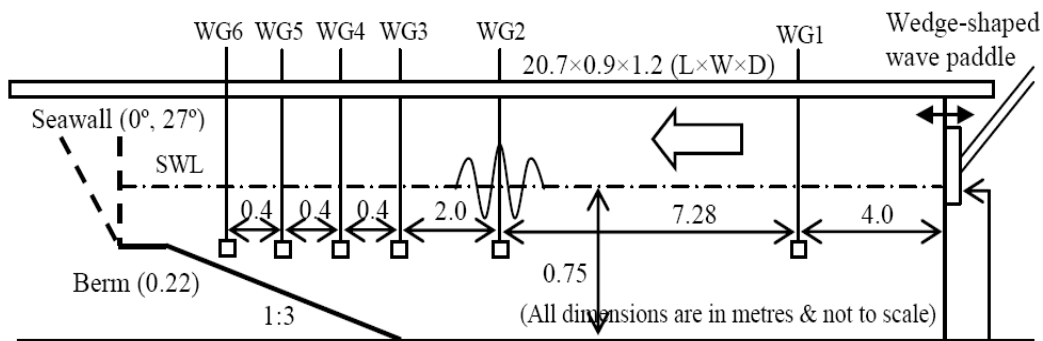 WG6 WG5 WG4 WG3 WG2 WG1
Wedge-shaped
wave paddle
20.7×0.9×1.2 (L×W×D)
Seawall (0º, 27º)
SWL
0.4 0.4 0.4 2.0 7.28 4.0
Berm (0.22)
0.75
1:3
(All dimensions are in metres & not to scale)